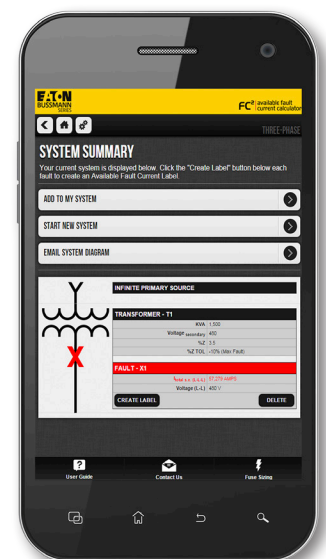 EATON
BUSSMANN
SERIES
FC² available fault
current calculator
THREE-PHASE
SYSTEM SUMMARY
Your current system is displayed below. Click the "Create Label" button below each
fault to create an Available Fault Current Label.
ADD TO MY SYSTEM
START NEW SYSTEM
EMAIL SYSTEM DIAGRAM
INFINITE PRIMARY SOURCE
TRANSFORMER - T1
KVA 1,500
Voltage secondary 480
%Z 3.5
%Z TOL -10% (Max Fault)
X
FAULT - X1
(L-L-L) 57,279 AMPS
Voltage (L-L) 480 V
CREATE LABEL
DELETE
?
User Guide
Contact Us
Fuse Sizing